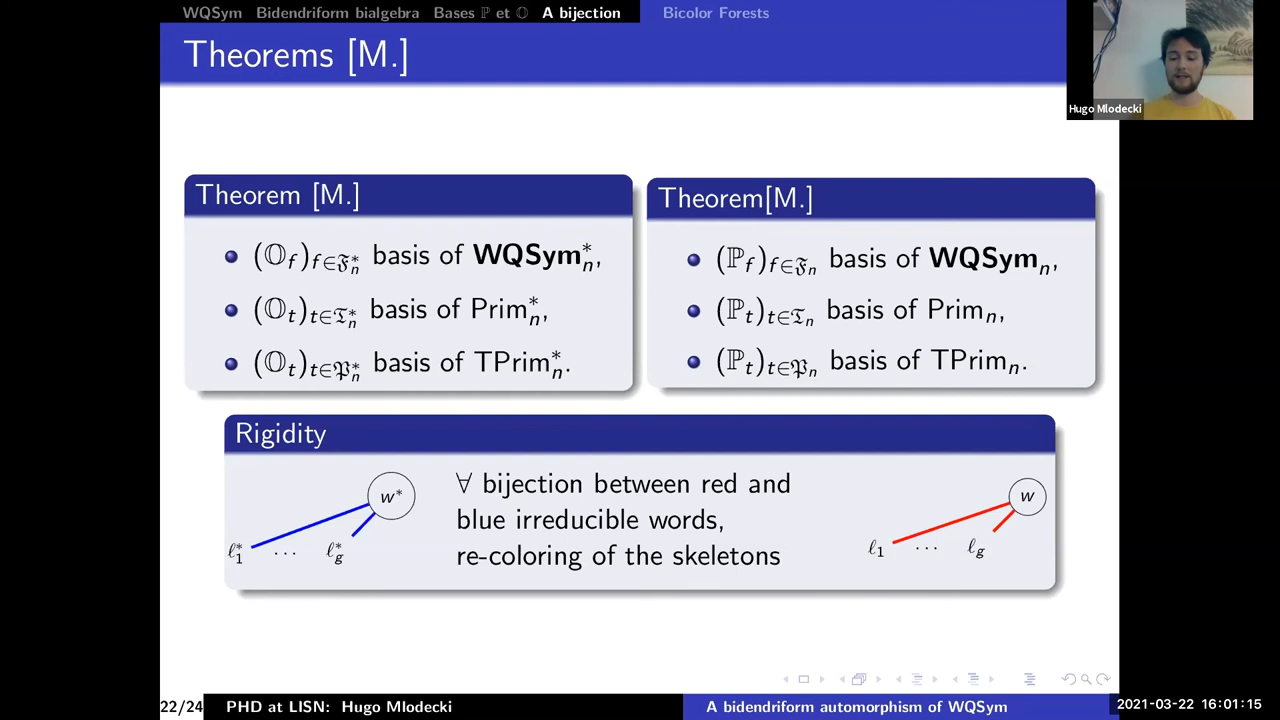 WQSym Bidendriform bialgebra Bases ℙ et 𝕆 A bijection Bicolor Forests
Theorems [M.]
Hugo Mlodecki
Theorem [M.]
(𝕆_f)_{f∈𝔉*_n} basis of WQSym*_n,
(𝕆_t)_{t∈𝔗*_n} basis of Prim*_n,
(𝕆_t)_{t∈𝔓*_n} basis of TPrim*_n.
Theorem[M.]
(ℙ_f)_{f∈𝔉_n} basis of WQSym_n,
(ℙ_t)_{t∈𝔗_n} basis of Prim_n,
(ℙ_t)_{t∈𝔓_n} basis of TPrim_n.
Rigidity
w*
ℓ*_1 ... ℓ*_g
∀ bijection between red and
blue irreducible words,
re-coloring of the skeletons
w
ℓ_1 ... ℓ_g
22/24 PHD at LISN: Hugo Mlodecki A bidendriform automorphism of WQSym 2021-03-22 16:01:15